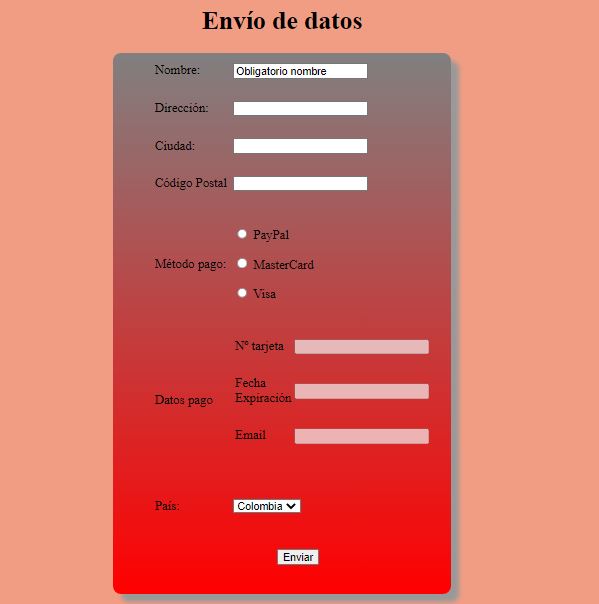 Envío de datos
Nombre: Obligatorio nombre
Dirección:
Ciudad:
Código Postal
PayPal
Método pago: MasterCard
Visa
Nº tarjeta
Fecha
Expiración
Datos pago
Email
País: Colombia
Enviar